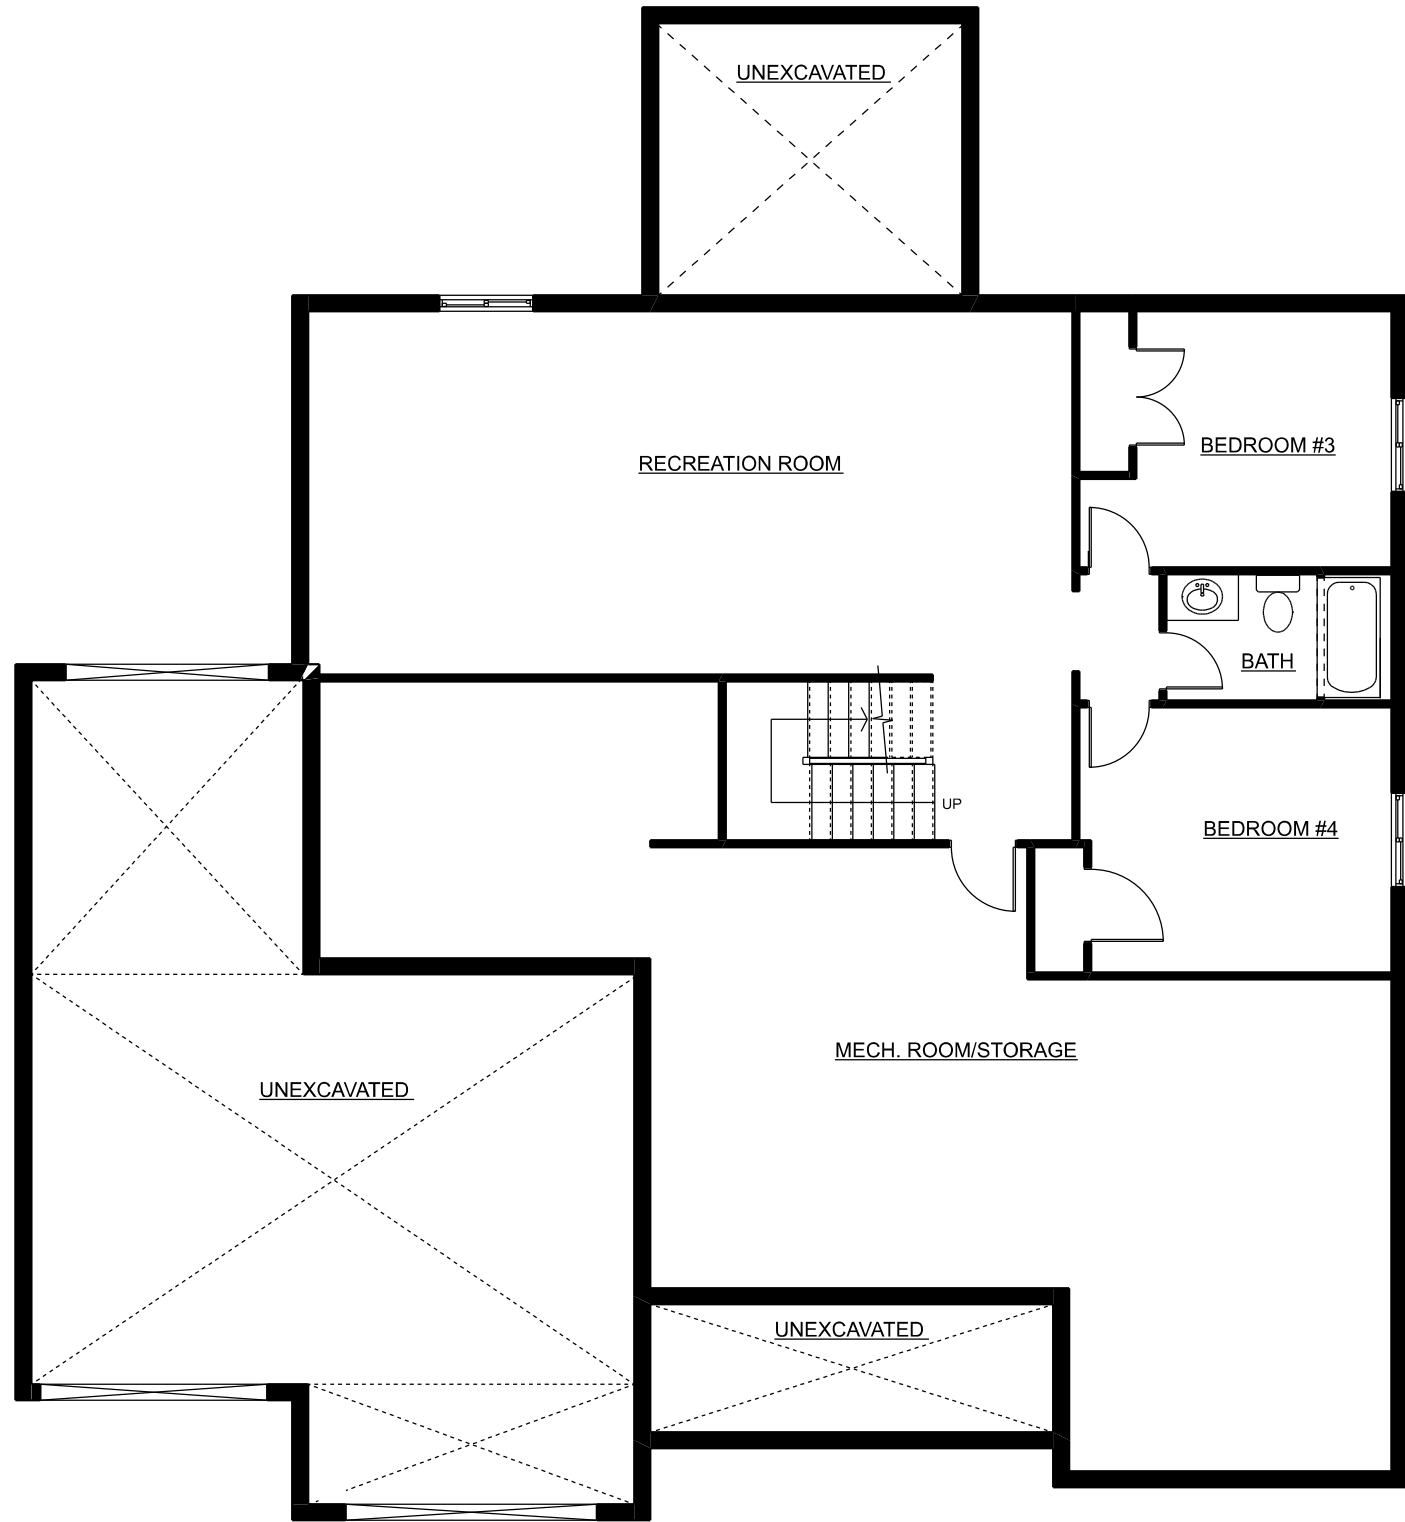 UNEXCAVATED
BEDROOM #3
RECREATION ROOM
BATH
UP
BEDROOM #4
MECH. ROOM/STORAGE
UNEXCAVATED
UNEXCAVATED